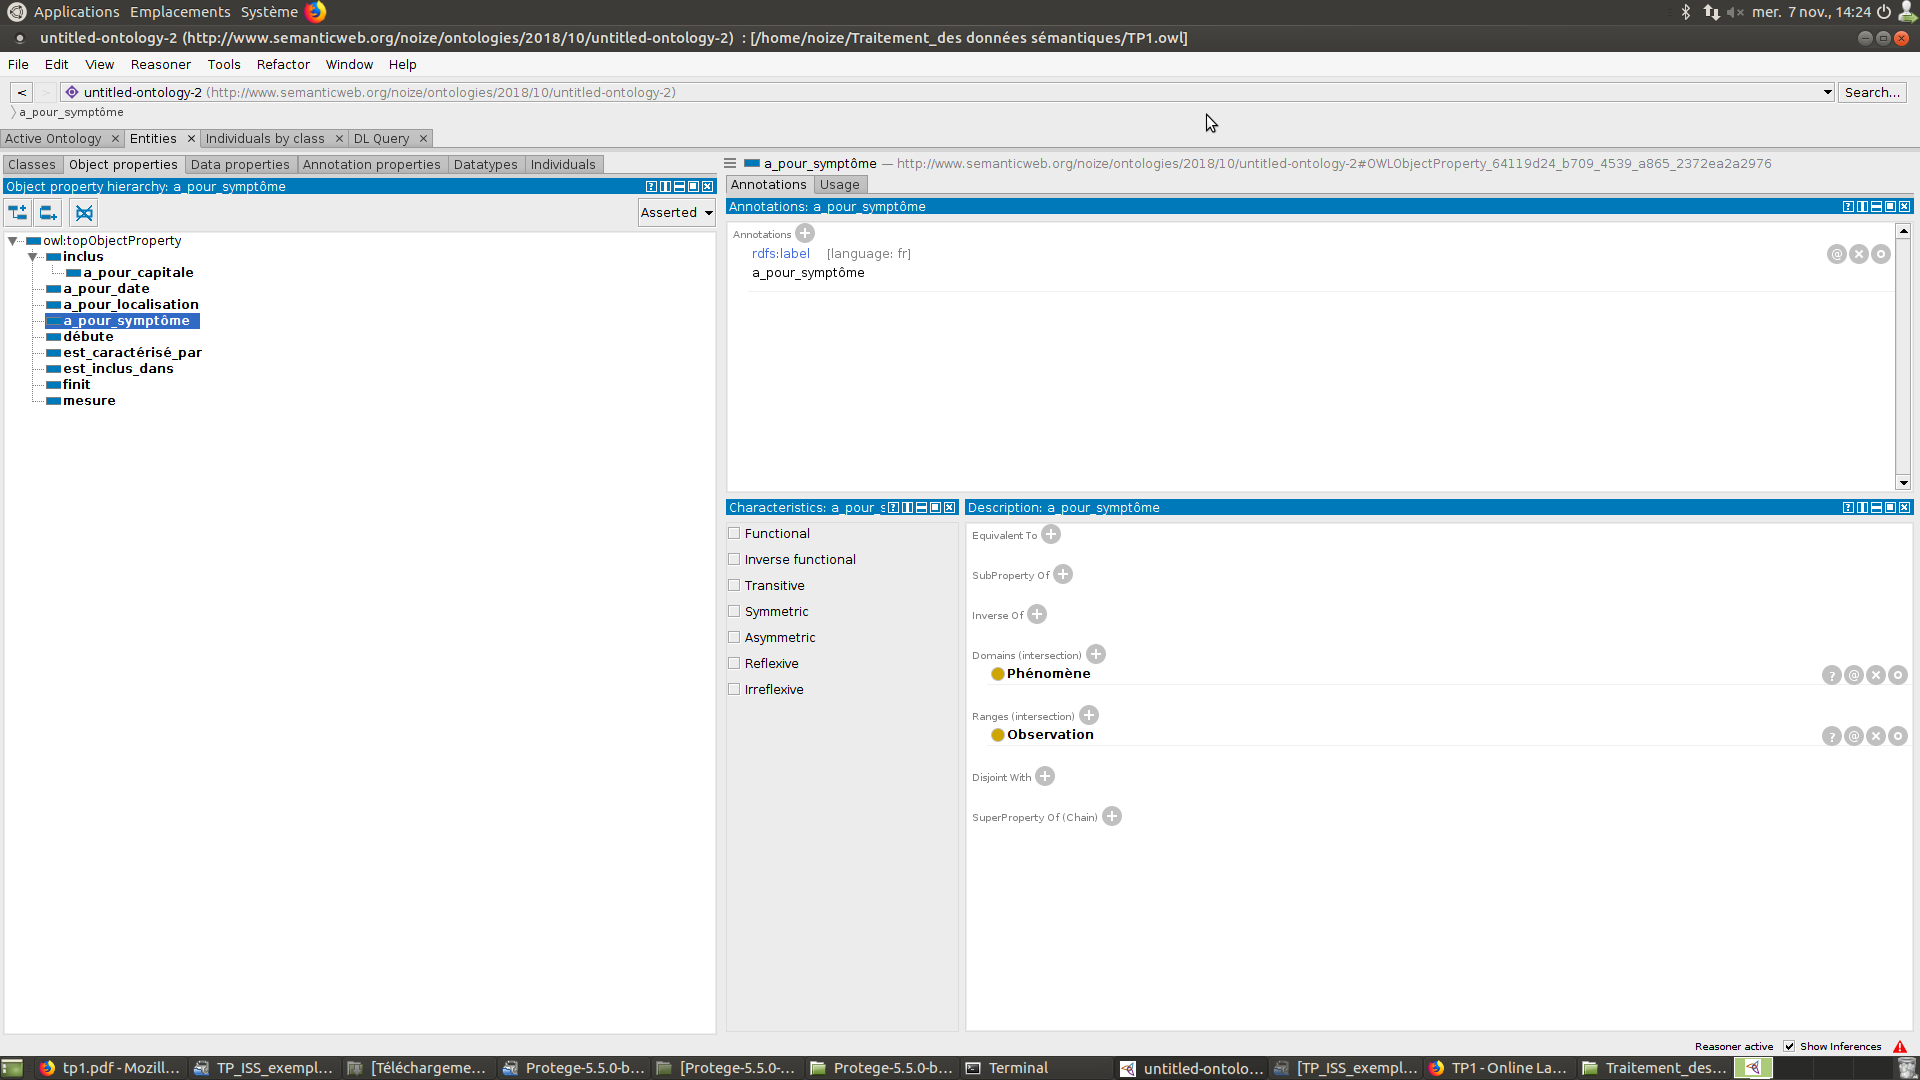 Applications Emplacements Système mer. 7 nov., 14:24
untitled-ontology-2 (http://www.semanticweb.org/noize/ontologies/2018/10/untitled-ontology-2) : [/home/noize/Traitement_des données sémantiques/TP1.owl]
File Edit View Reasoner Tools Refactor Window Help
< > untitled-ontology-2 (http://www.semanticweb.org/noize/ontologies/2018/10/untitled-ontology-2) Search...
a_pour_symptôme
Active Ontology Entities Individuals by class DL Query
Classes Object properties Data properties Annotation properties Datatypes Individuals
Object property hierarchy: a_pour_symptôme
Asserted
owl:topObjectProperty
inclus
a_pour_capitale
a_pour_date
a_pour_localisation
a_pour_symptôme
débute
est_caractérisé_par
est_inclus_dans
finit
mesure
a_pour_symptôme — http://www.semanticweb.org/noize/ontologies/2018/10/untitled-ontology-2#OWLObjectProperty_64119d24_b709_4539_a865_2372ea2a2976
Annotations Usage
Annotations: a_pour_symptôme
Annotations
rdfs:label [language: fr]
a_pour_symptôme
Characteristics: a_pour_s
Functional
Inverse functional
Transitive
Symmetric
Asymmetric
Reflexive
Irreflexive
Description: a_pour_symptôme
Equivalent To
SubProperty Of
Inverse Of
Domains (intersection)
Phénomène
Ranges (intersection)
Observation
Disjoint With
SuperProperty Of (Chain)
Reasoner active Show Inferences
tp1.pdf - Mozill... TP_ISS_exempl... [Téléchargeme... Protege-5.5.0-b... [Protege-5.5.0-... Protege-5.5.0-b... Terminal untitled-ontolo... [TP_ISS_exempl... TP1 - Online La... Traitement_des...